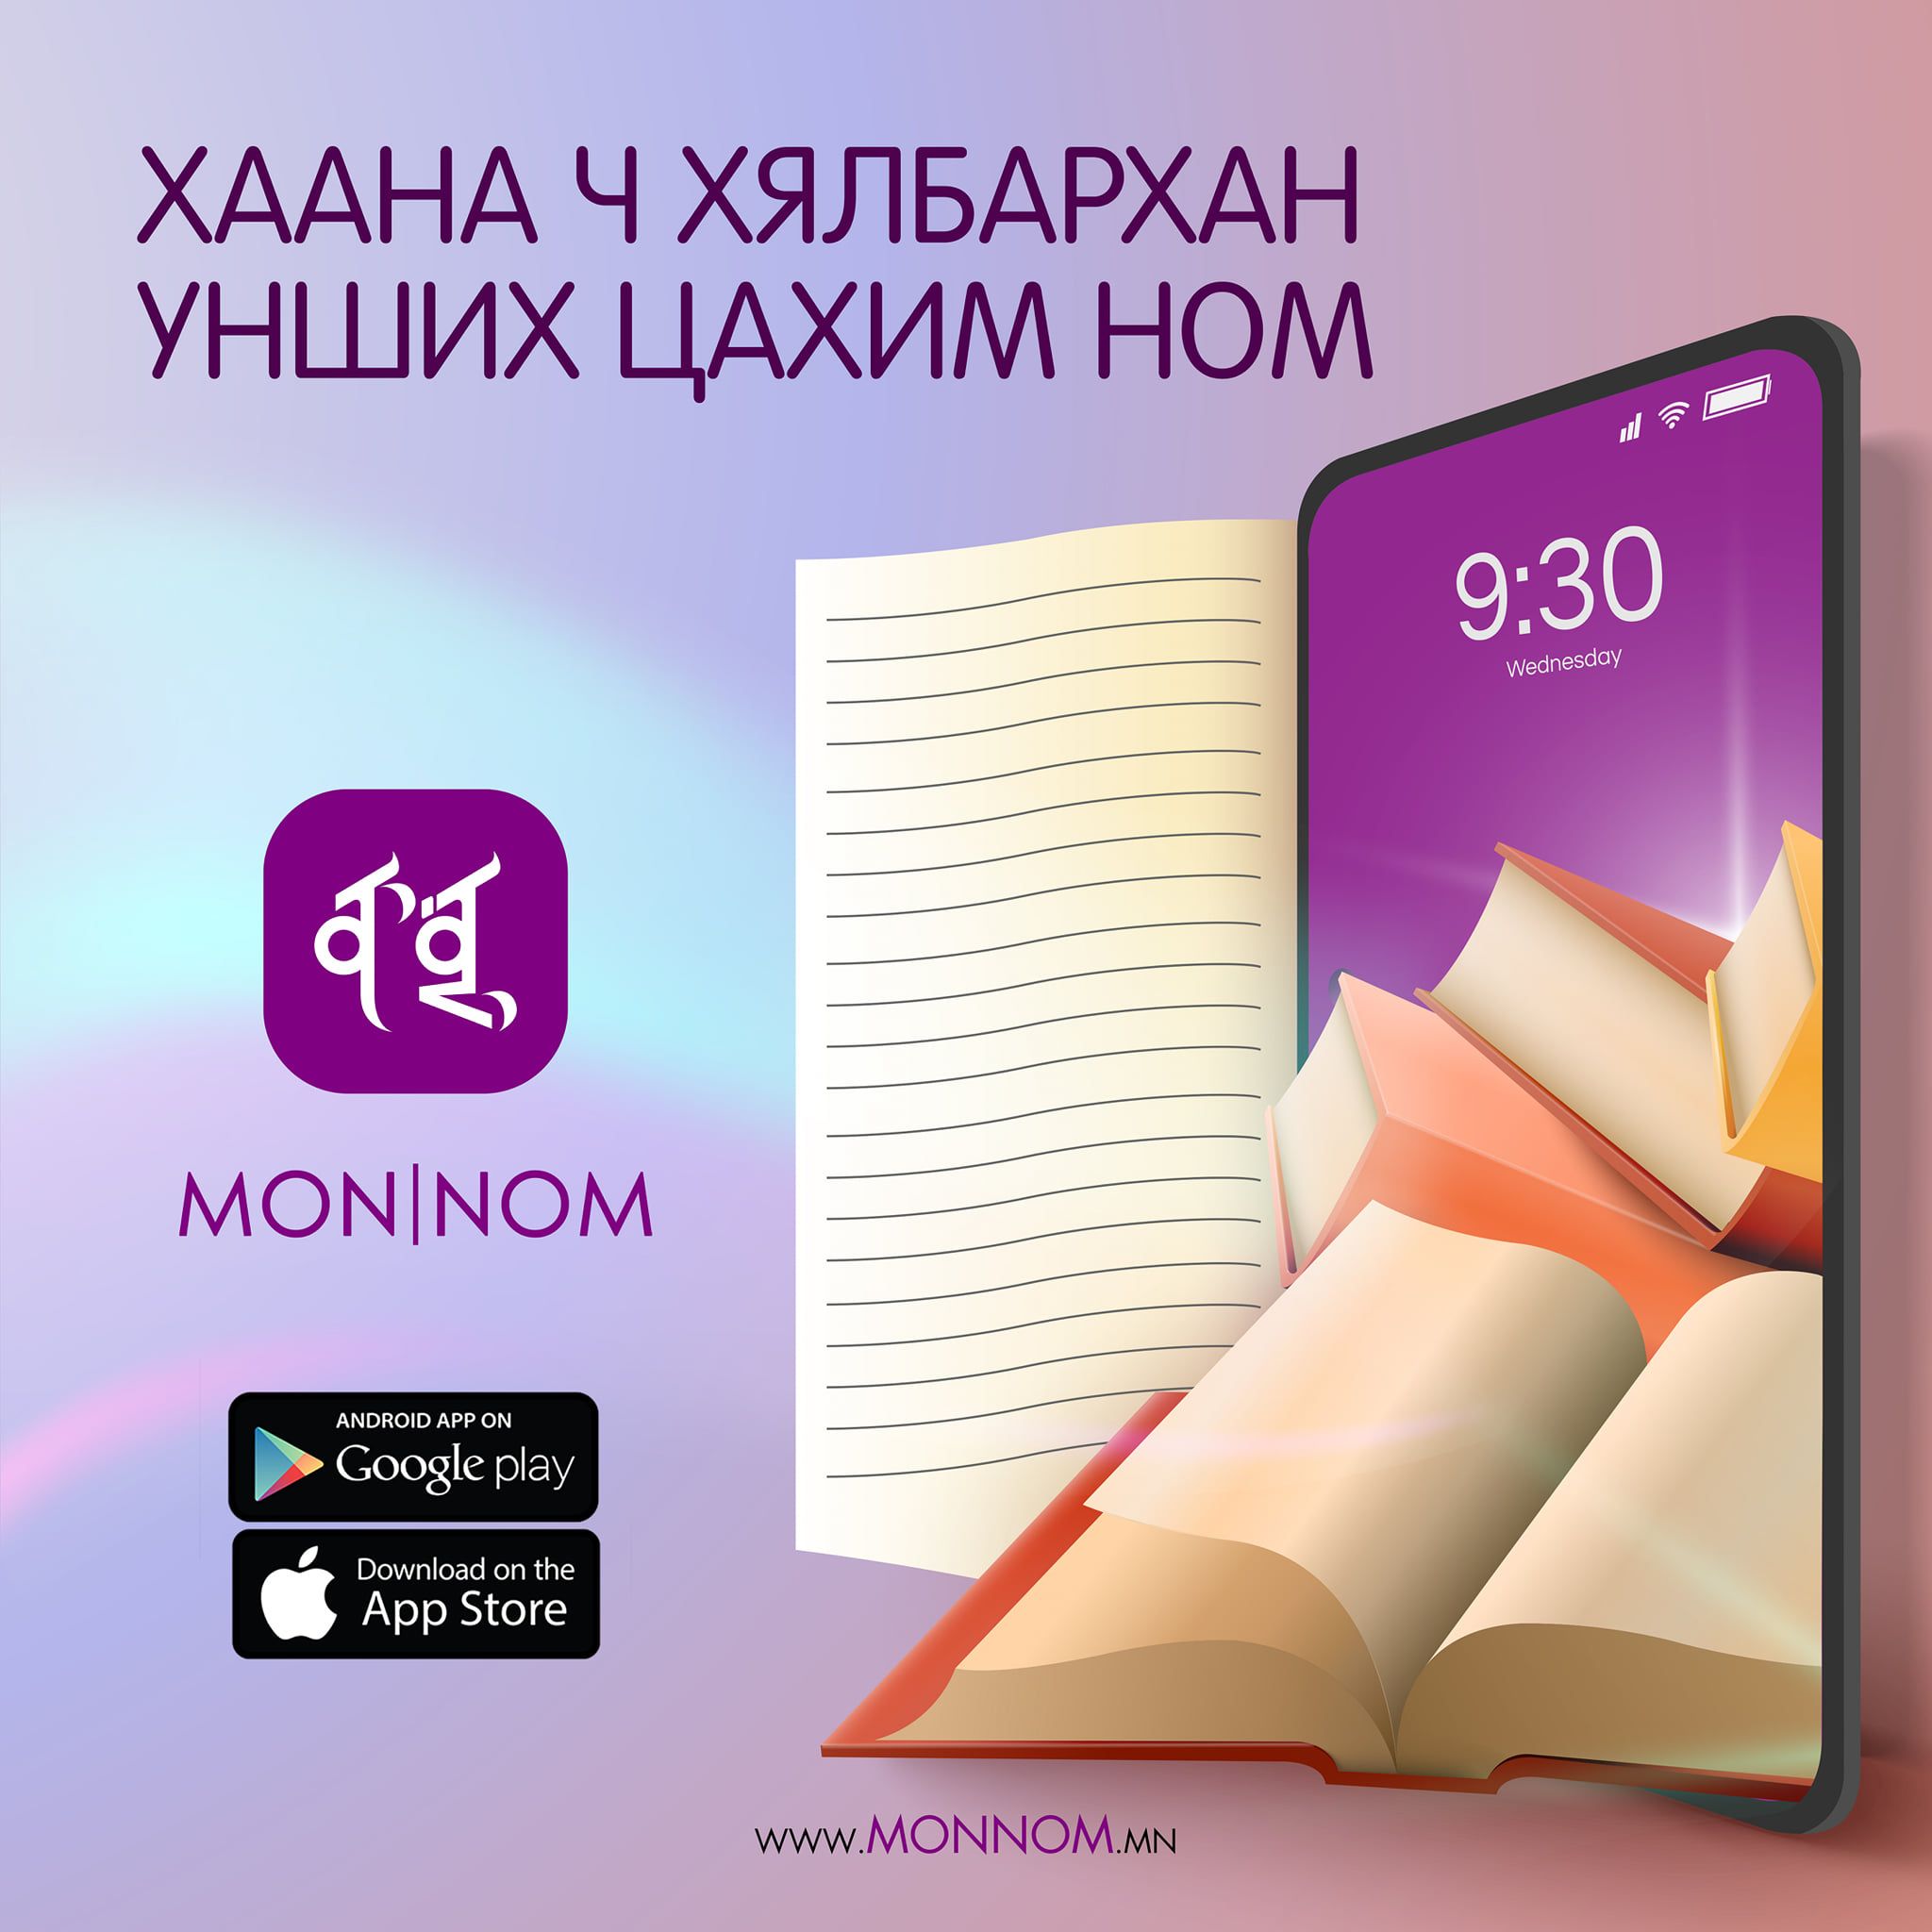 ХААНА Ч ХЯЛБАРХАН
УНШИХ ЦАХИМ НОМ
9:30
Wednesday
MON|NOM
ANDROID APP ON
Google play
Download on the
App Store
WWW.MONNOM.MN